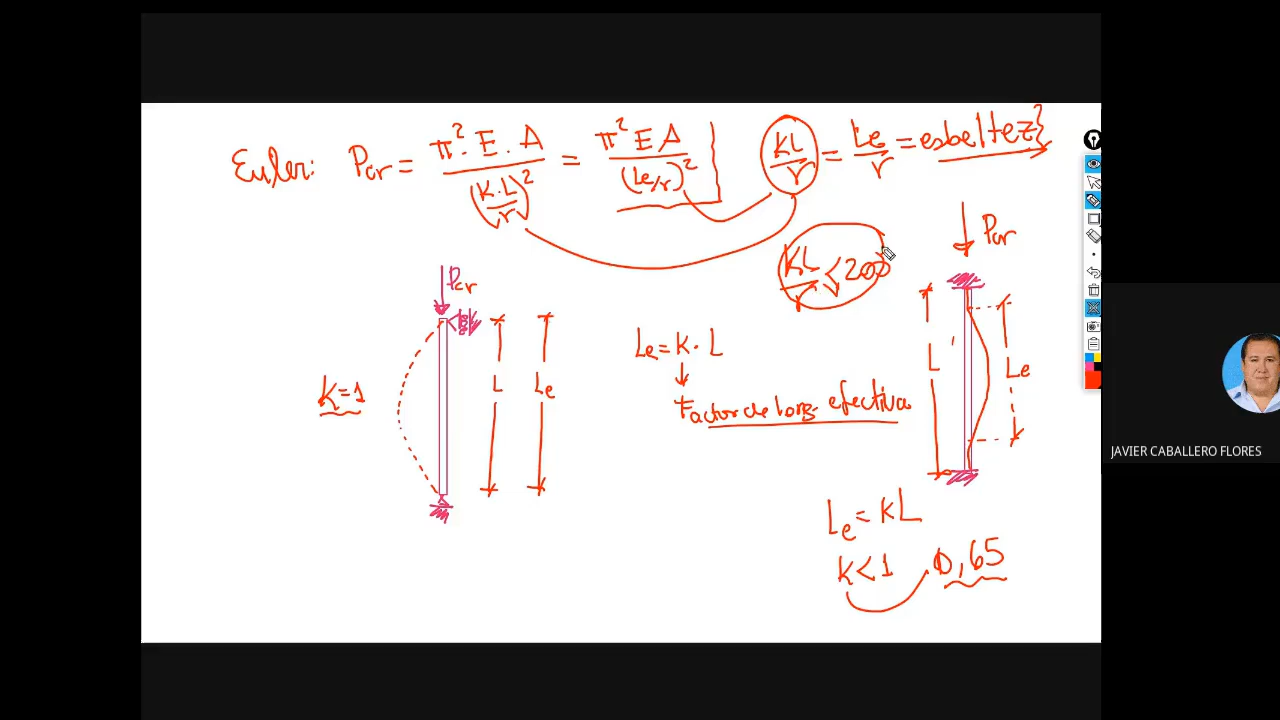 Euler: Pcr = π². E. A / (K.L/r)² = π² E A / (Le/r)²
KL/r = Le/r = esbeltez}
KL/r < 200
Pcr
Pcr
K=1
L
Le
Le = K · L
Factor de long. efectiva
L
Le
Le = KL
K < 1
0,65
JAVIER CABALLERO FLORES